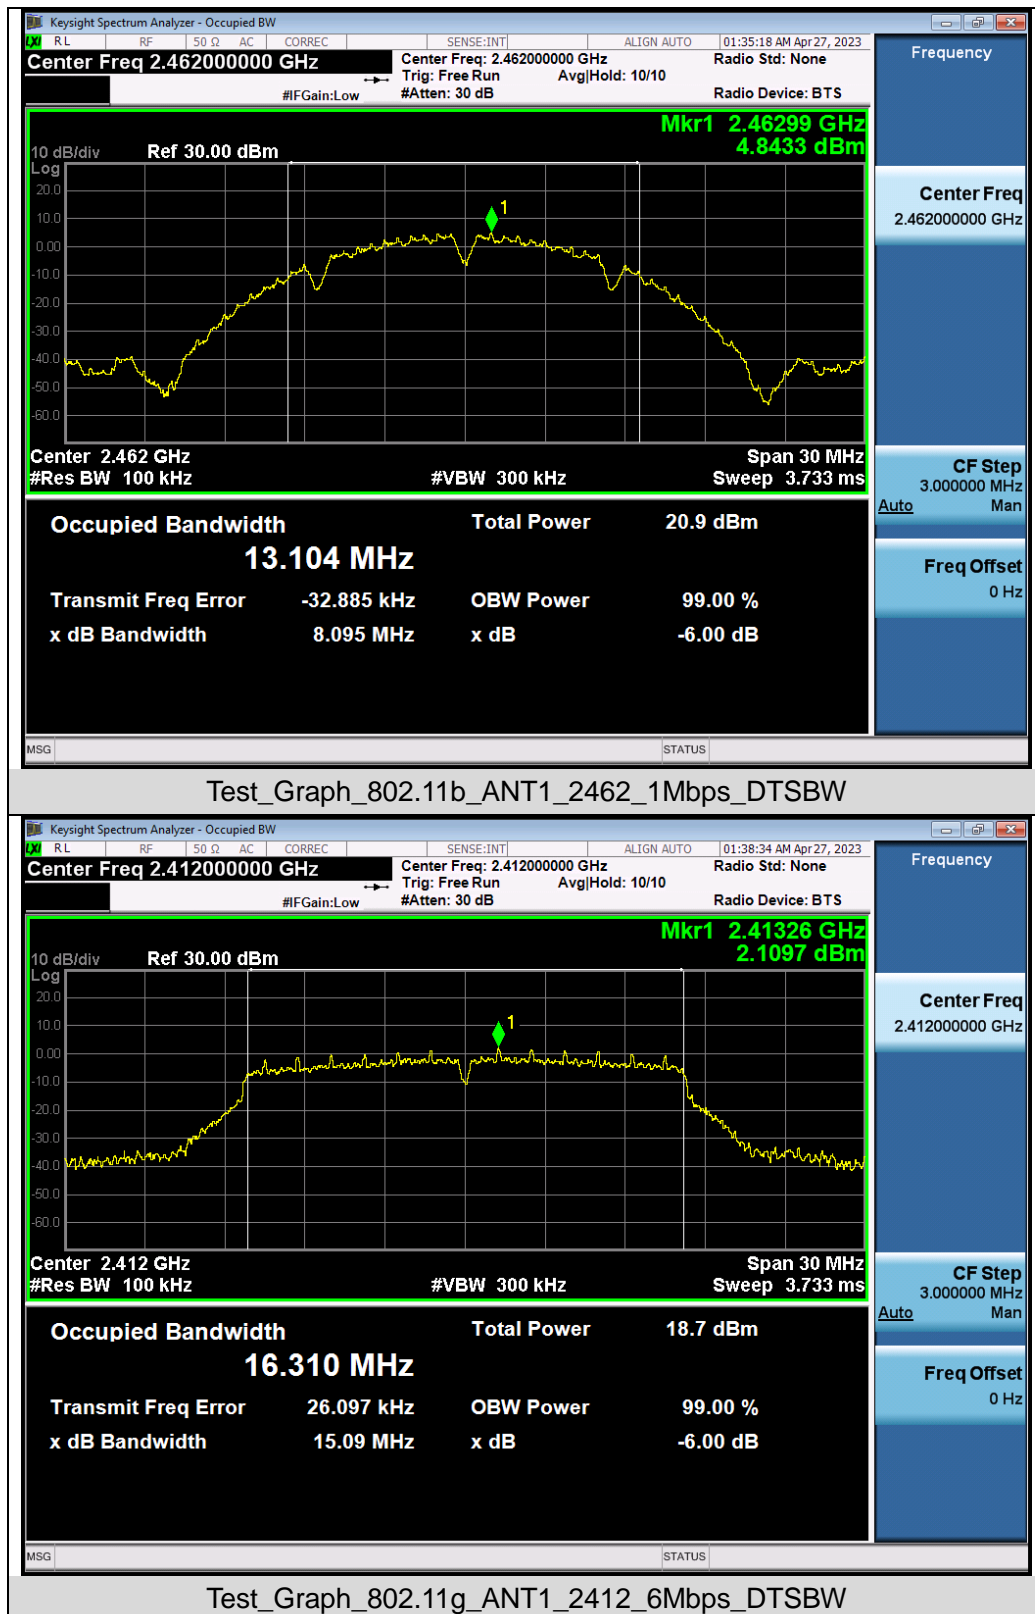 Keysight Spectrum Analyzer - Occupied BW
LXI RL RF 50 Ω AC CORREC SENSE:INT ALIGN AUTO 01:35:18 AM Apr 27, 2023
Center Freq 2.462000000 GHz
Center Freq: 2.462000000 GHz
Radio Std: None
Trig: Free Run Avg|Hold: 10/10
#IFGain:Low #Atten: 30 dB Radio Device: BTS
Frequency
Mkr1 2.46299 GHz
4.8433 dBm
10 dB/div Ref 30.00 dBm
Log
20.0
10.0
0.00
-10.0
-20.0
-30.0
-40.0
-50.0
-60.0
1
Center 2.462 GHz Span 30 MHz
#Res BW 100 kHz #VBW 300 kHz Sweep 3.733 ms
Center Freq
2.462000000 GHz
CF Step
3.000000 MHz
Auto Man
Freq Offset
0 Hz
Occupied Bandwidth Total Power 20.9 dBm
13.104 MHz
Transmit Freq Error -32.885 kHz OBW Power 99.00 %
x dB Bandwidth 8.095 MHz x dB -6.00 dB
MSG STATUS
Test_Graph_802.11b_ANT1_2462_1Mbps_DTSBW
Keysight Spectrum Analyzer - Occupied BW
LXI RL RF 50 Ω AC CORREC SENSE:INT ALIGN AUTO 01:38:34 AM Apr 27, 2023
Center Freq 2.412000000 GHz
Center Freq: 2.412000000 GHz
Radio Std: None
Trig: Free Run Avg|Hold: 10/10
#IFGain:Low #Atten: 30 dB Radio Device: BTS
Frequency
Mkr1 2.41326 GHz
2.1097 dBm
10 dB/div Ref 30.00 dBm
Log
20.0
10.0
0.00
-10.0
-20.0
-30.0
-40.0
-50.0
-60.0
1
Center 2.412 GHz Span 30 MHz
#Res BW 100 kHz #VBW 300 kHz Sweep 3.733 ms
Center Freq
2.412000000 GHz
CF Step
3.000000 MHz
Auto Man
Freq Offset
0 Hz
Occupied Bandwidth Total Power 18.7 dBm
16.310 MHz
Transmit Freq Error 26.097 kHz OBW Power 99.00 %
x dB Bandwidth 15.09 MHz x dB -6.00 dB
MSG STATUS
Test_Graph_802.11g_ANT1_2412_6Mbps_DTSBW